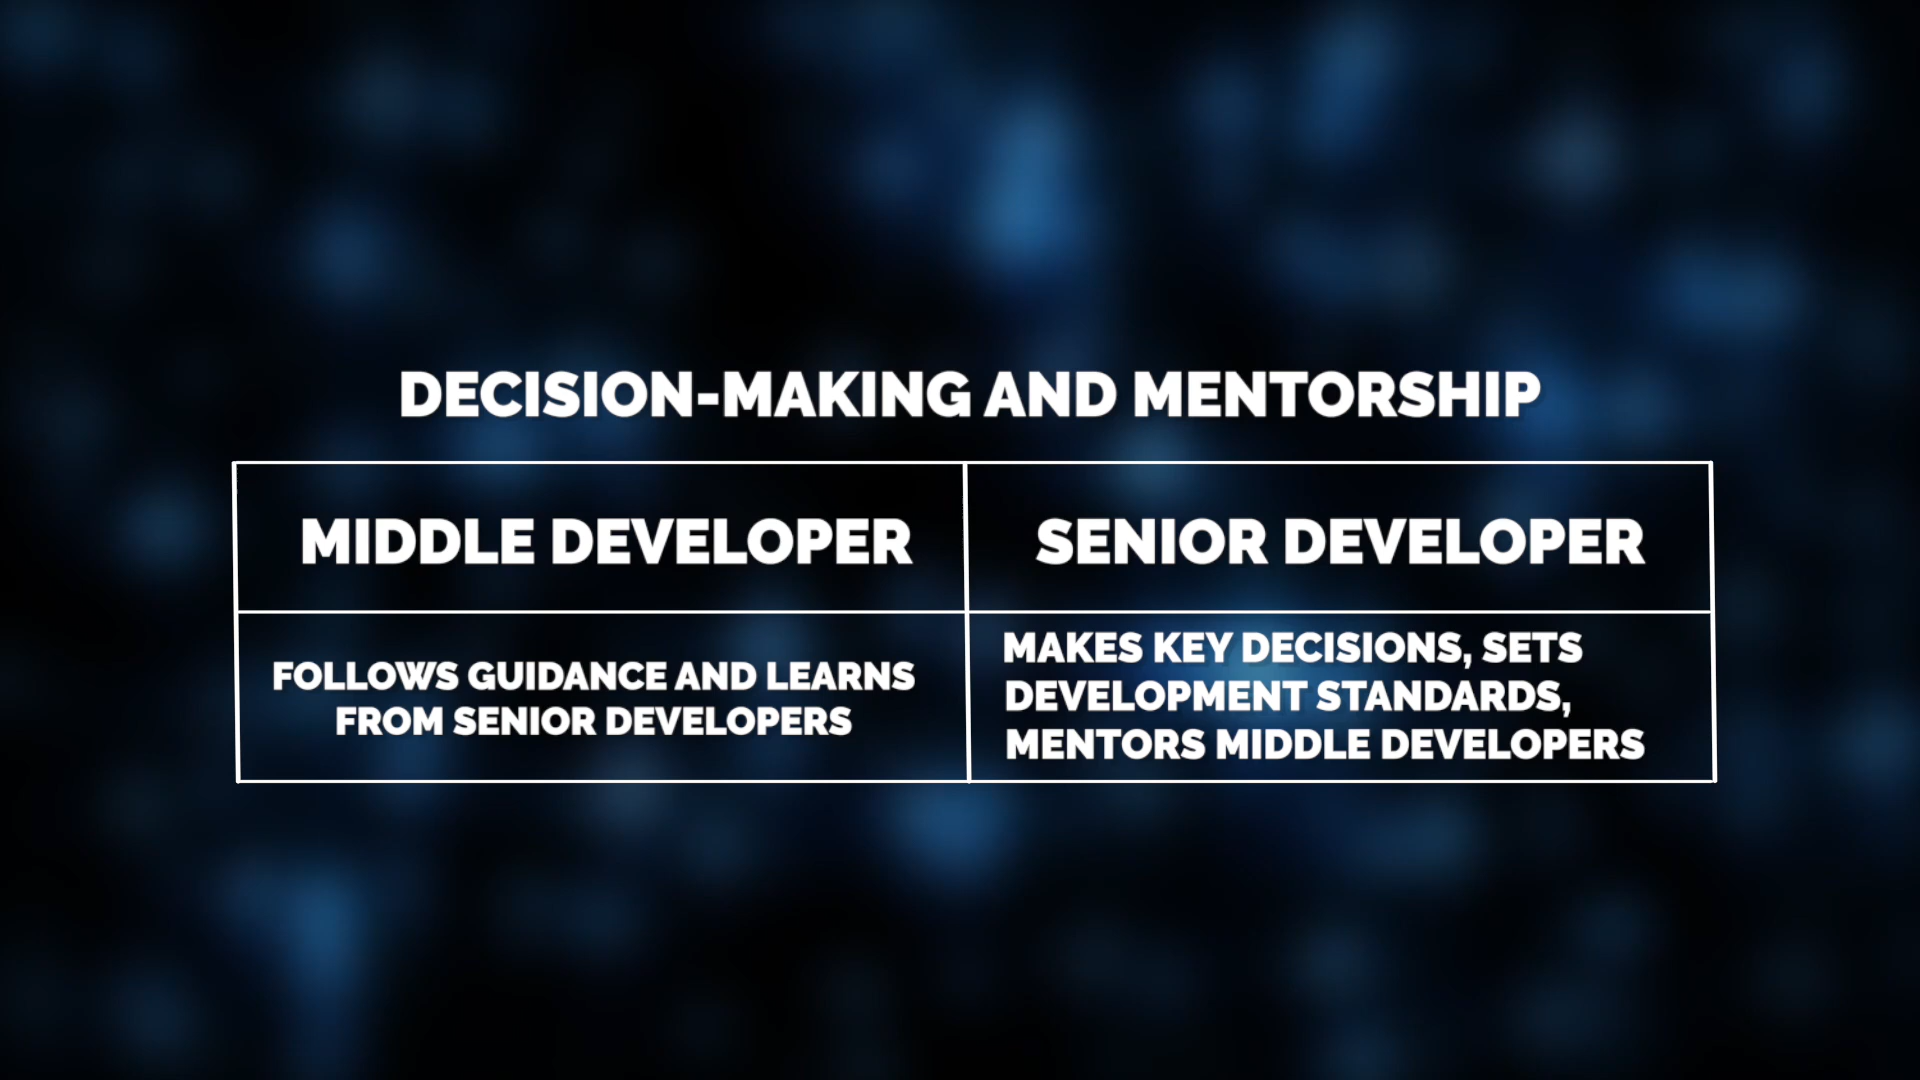 DECISION-MAKING AND MENTORSHIP
MIDDLE DEVELOPER
SENIOR DEVELOPER
FOLLOWS GUIDANCE AND LEARNS
FROM SENIOR DEVELOPERS
MAKES KEY DECISIONS, SETS
DEVELOPMENT STANDARDS,
MENTORS MIDDLE DEVELOPERS